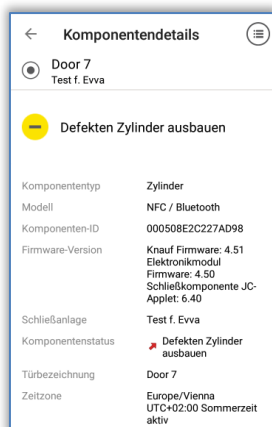 Komponentendetails
Door 7
Test f. Evva
Defekten Zylinder ausbauen
Komponententyp Zylinder
Modell NFC / Bluetooth
Komponenten-ID 000508E2C227AD98
Firmware-Version Knauf Firmware: 4.51
Elektronikmodul
Firmware: 4.50
Schließkomponente JC-
Applet: 6.40
Schließanlage Test f. Evva
Komponentenstatus Defekten Zylinder
ausbauen
Türbezeichnung Door 7
Zeitzone Europe/Vienna
UTC+02:00 Sommerzeit
aktiv